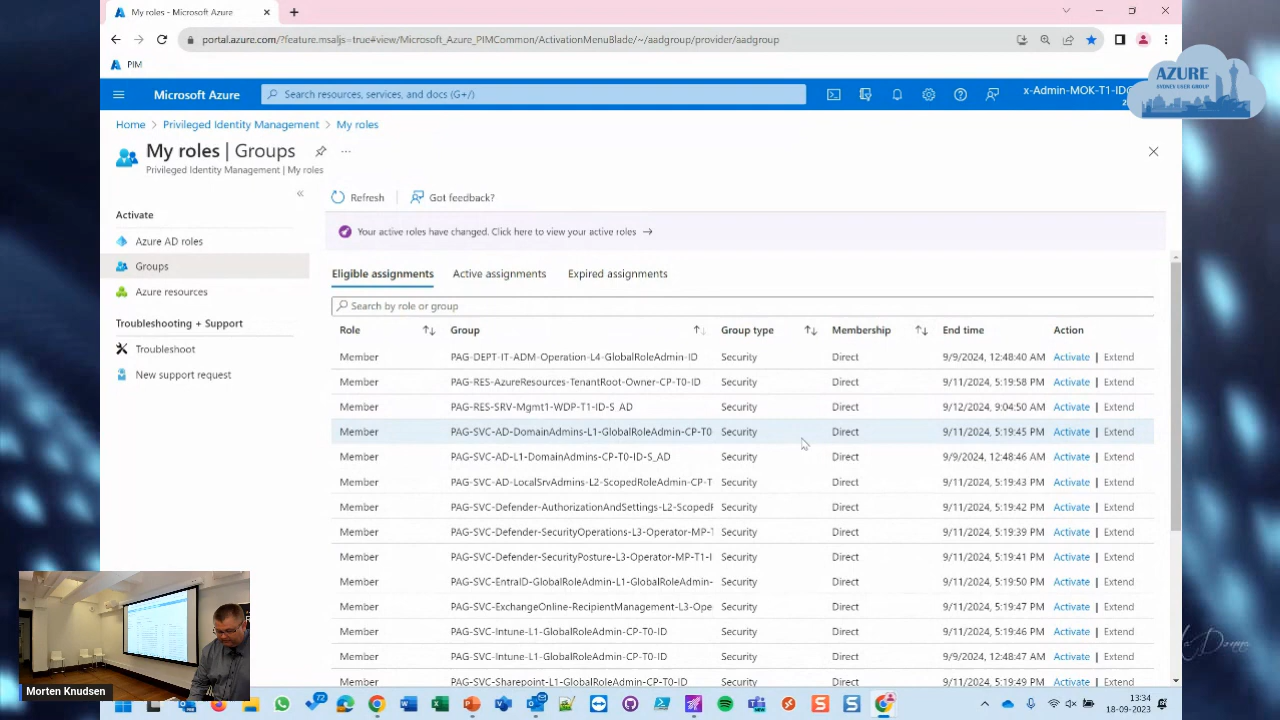 My roles - Microsoft Azure
portal.azure.com/?msaljs=true#view/Microsoft_Azure_PIMCommon/ActivationMenuBlade/~/aadgroup/provider/aadgroup
PIM
Microsoft Azure
Search resources, services, and docs (G+/)
x-Admin-MOK-T1-ID@
AZURE
SYDNEY USER GROUP
Home > Privileged Identity Management > My roles
My roles | Groups
Privileged Identity Management | My roles
Activate
Azure AD roles
Groups
Azure resources
Troubleshooting + Support
Troubleshoot
New support request
Refresh
Got feedback?
Your active roles have changed. Click here to view your active roles →
Eligible assignments Active assignments Expired assignments
Search by role or group
Role Group Group type Membership End time Action
Member PAG-DEPT-IT-ADM-Operation-L4-GlobalRoleAdmin-ID Security Direct 9/9/2024, 12:48:40 AM Activate | Extend
Member PAG-RES-AzureResources-TenantRoot-Owner-CP-T0-ID Security Direct 9/11/2024, 5:19:58 PM Activate | Extend
Member PAG-RES-SRV-Mgmt1-WDP-T1-ID-S_AD Security Direct 9/12/2024, 9:04:50 AM Activate | Extend
Member PAG-SVC-AD-DomainAdmins-L1-GlobalRoleAdmin-CP-T0 Security Direct 9/11/2024, 5:19:45 PM Activate | Extend
Member PAG-SVC-AD-L1-DomainAdmins-CP-T0-ID-S_AD Security Direct 9/9/2024, 12:48:46 AM Activate | Extend
Member PAG-SVC-AD-LocalSrvAdmins-L2-ScopedRoleAdmin-CP-T Security Direct 9/11/2024, 5:19:43 PM Activate | Extend
Member PAG-SVC-Defender-AuthorizationAndSettings-L2-ScopedF Security Direct 9/11/2024, 5:19:42 PM Activate | Extend
Member PAG-SVC-Defender-SecurityOperations-L3-Operator-MP-T Security Direct 9/11/2024, 5:19:39 PM Activate | Extend
Member PAG-SVC-Defender-SecurityPosture-L3-Operator-MP-T1-I Security Direct 9/11/2024, 5:19:41 PM Activate | Extend
Member PAG-SVC-EntraID-GlobalRoleAdmin-L1-GlobalRoleAdmin- Security Direct 9/11/2024, 5:19:50 PM Activate | Extend
Member PAG-SVC-ExchangeOnline-RecipientManagement-L3-Ope Security Direct 9/11/2024, 5:19:47 PM Activate | Extend
Member PAG-SVC-Intune-L1-GlobalRoleAdmin-CP-T0-ID Security Direct 9/11/2024, 5:19:46 PM Activate | Extend
Member PAG-SVC-Intune-L1-GlobalRoleAdmin-CP-T0-ID Security Direct 9/9/2024, 12:48:47 AM Activate | Extend
Member PAG-SVC-Sharepoint-L1-GlobalRoleAdmin-CP-T0-ID Security Direct 9/11/2024, 5:19:49 PM Activate | Extend
Morten Knudsen
72
13:34
18-09-2023